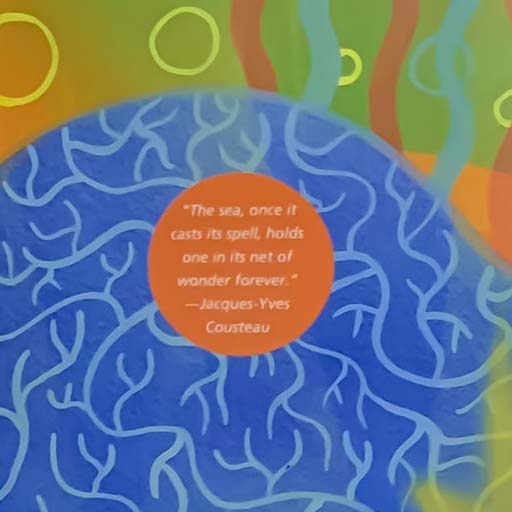 "The sea, once it
casts its spell, holds
one in its net of
wonder forever."
—Jacques-Yves
Cousteau